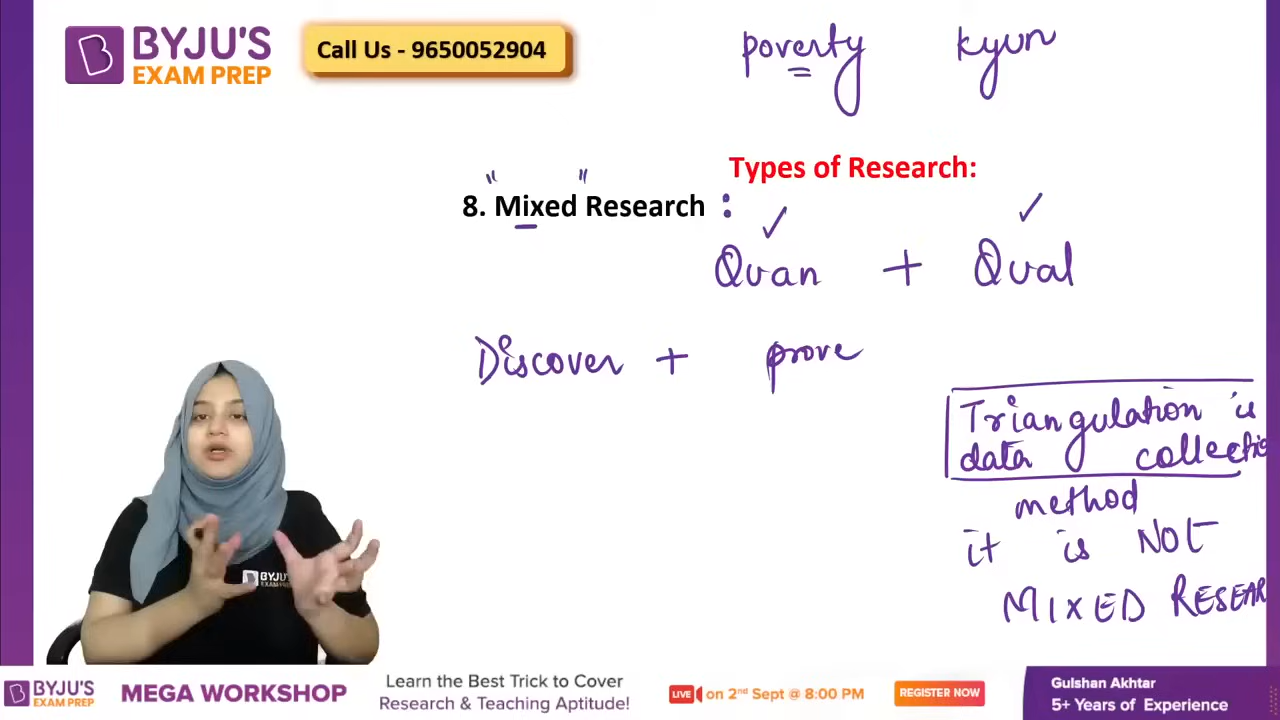 BYJU'S
EXAM PREP
Call Us - 9650052904
poverty kyun
Types of Research:
8. "Mixed" Research :
Quan + Qual
Discover + prove
Triangulation is
data collectio
method
it is NOT
MIXED RESEAR
BYJU'S
EXAM PREP
BYJU'S
EXAM PREP
MEGA WORKSHOP
Learn the Best Trick to Cover
Research & Teaching Aptitude!
LIVE on 2nd Sept @ 8:00 PM
REGISTER NOW
Gulshan Akhtar
5+ Years of Experience